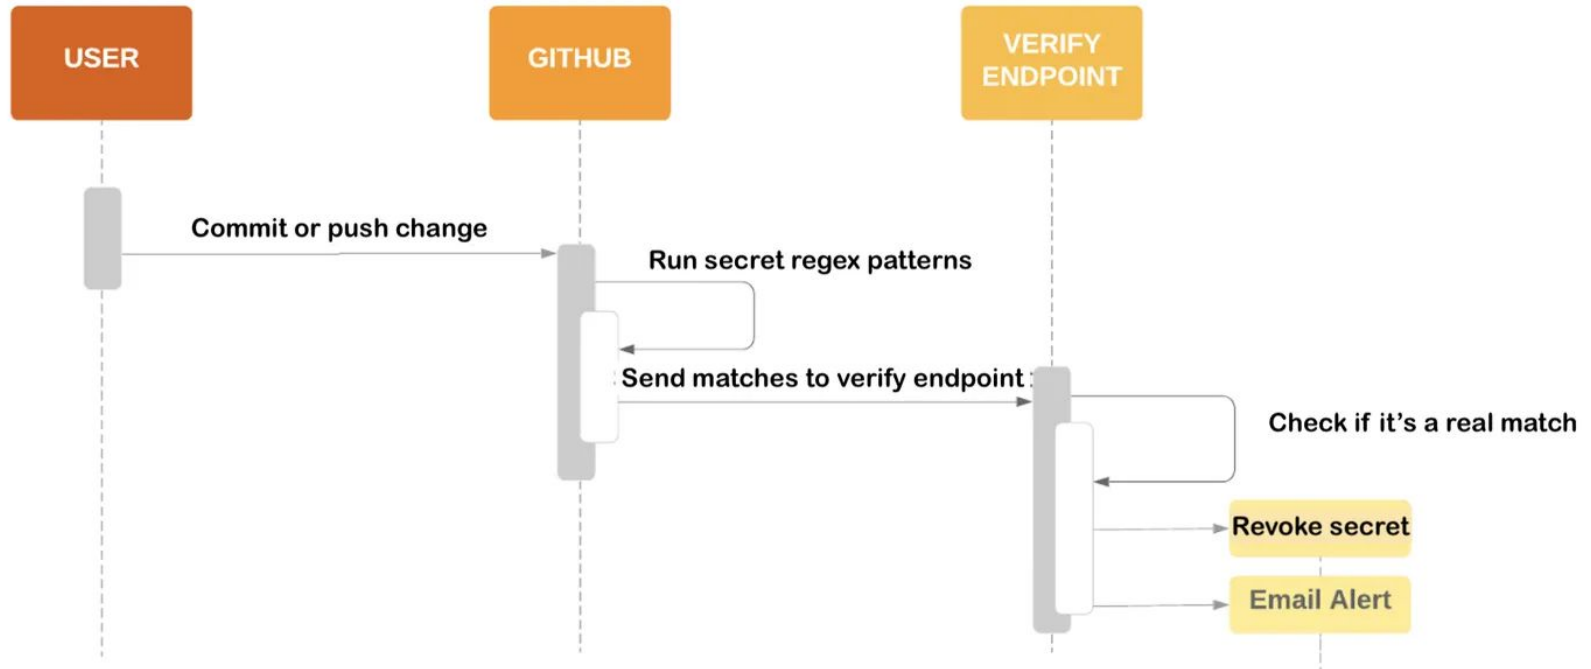 USER
GITHUB
VERIFY
ENDPOINT
Commit or push change
Run secret regex patterns
Send matches to verify endpoint
Check if it’s a real match
Revoke secret
Email Alert